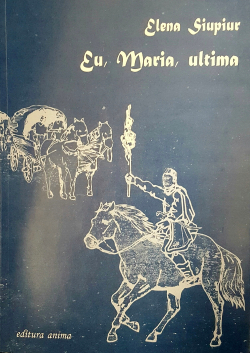 Elena Siupiur
Eu, Maria, ultima
editura anima